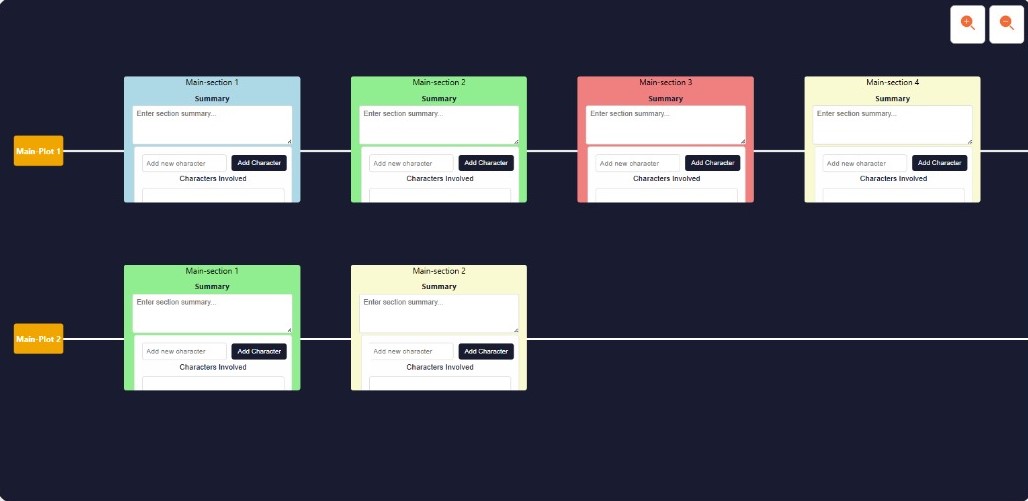 Main-section 1
Main-section 2
Main-section 3
Main-section 4
Summary
Summary
Summary
Summary
Enter section summary...
Enter section summary...
Enter section summary...
Enter section summary...
Main-Plot 1
Add new character Add Character
Add new character Add Character
Add new character Add Character
Add new character Add Character
Characters Involved
Characters Involved
Characters Involved
Characters Involved
Main-section 1
Main-section 2
Summary
Summary
Enter section summary...
Enter section summary...
Main-Plot 2
Add new character Add Character
Add new character Add Character
Characters Involved
Characters Involved